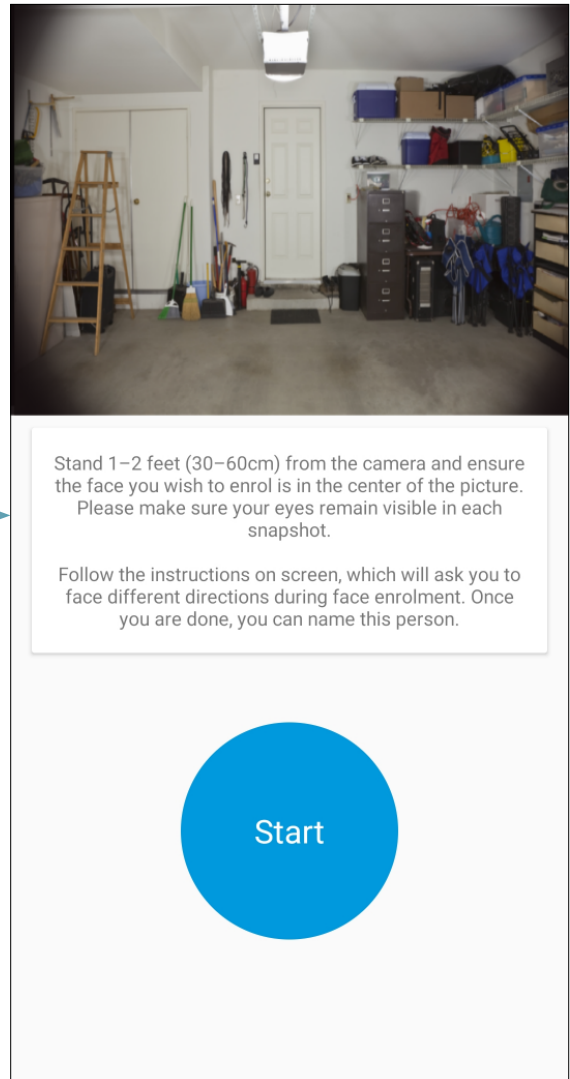 Stand 1–2 feet (30–60cm) from the camera and ensure
the face you wish to enrol is in the center of the picture.
Please make sure your eyes remain visible in each
snapshot.
Follow the instructions on screen, which will ask you to
face different directions during face enrolment. Once
you are done, you can name this person.
Start